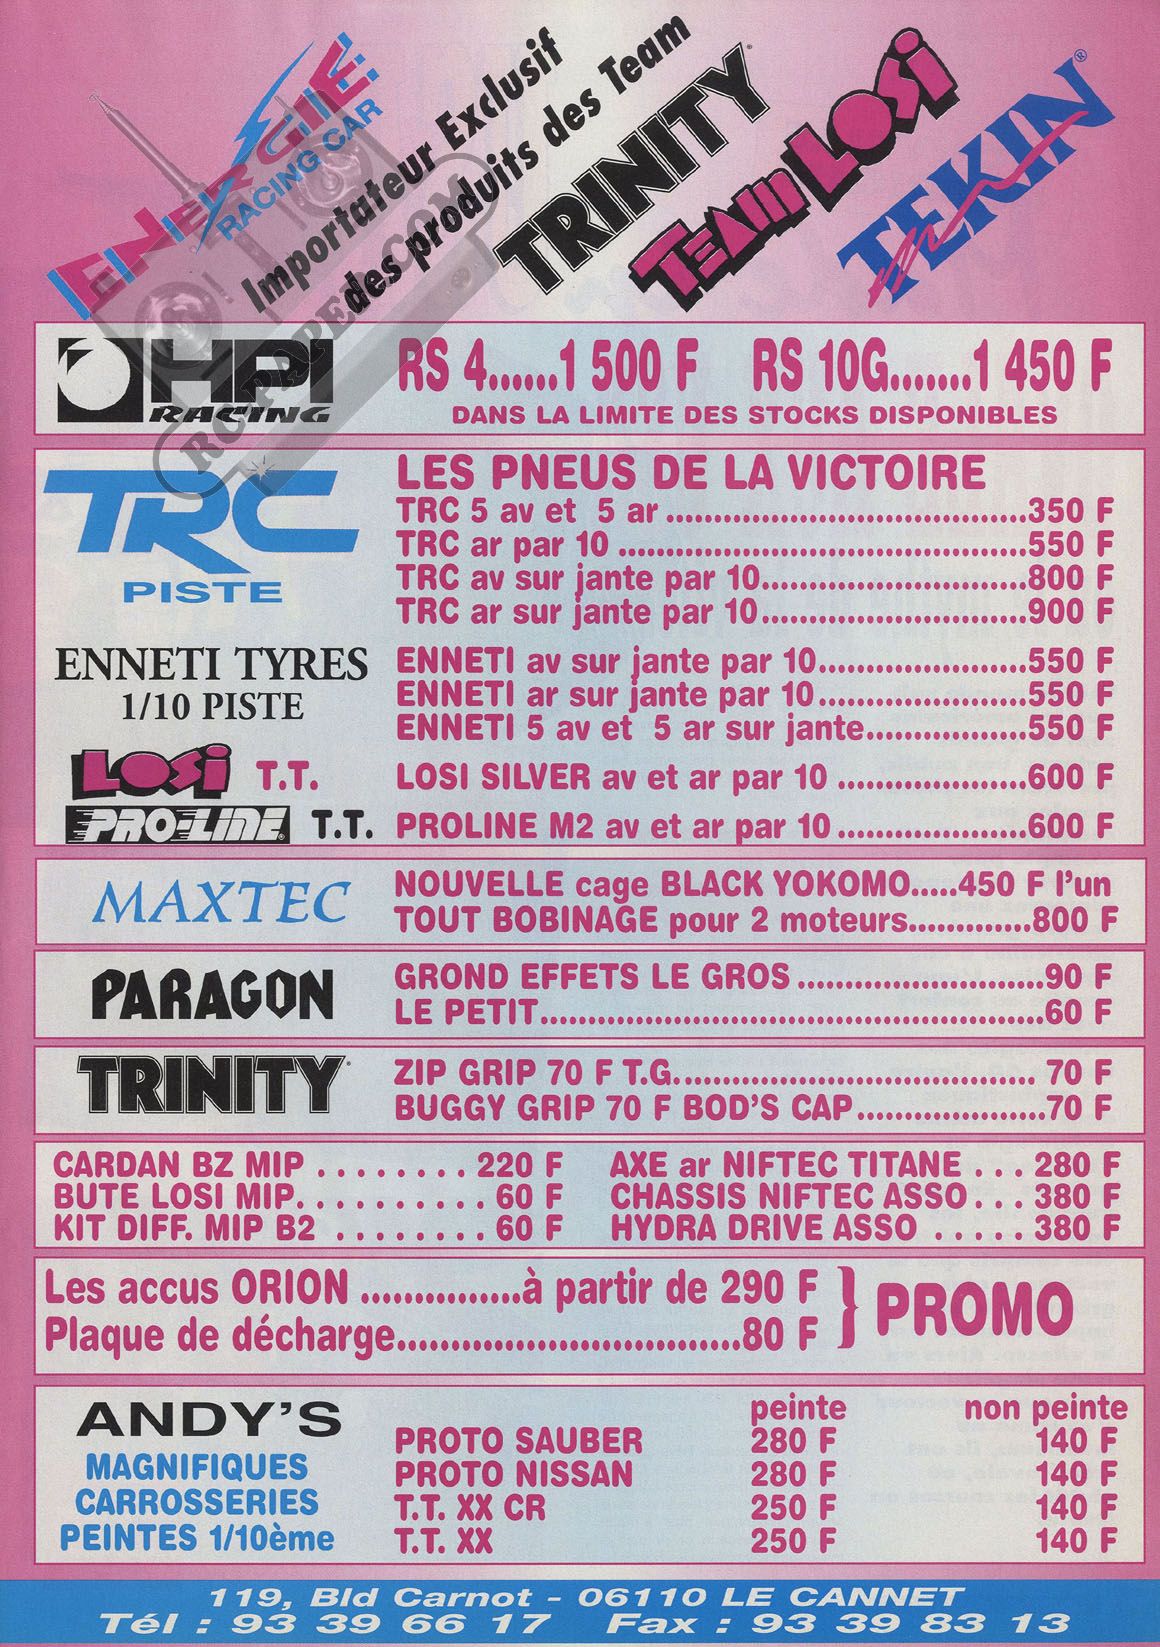 ENERGIE
RACING CAR
Importateur Exclusif
des produits des Team
TRINITY
TEAM LOSI
TEKIN®
RCPAPER.COM
HPI
RACING
RS 4......1 500 F RS 10G.......1 450 F
DANS LA LIMITE DES STOCKS DISPONIBLES
TRC
PISTE
LES PNEUS DE LA VICTOIRE
TRC 5 av et 5 ar ....................................350 F
TRC ar par 10 .........................................550 F
TRC av sur jante par 10...........................800 F
TRC ar sur jante par 10...........................900 F
ENNETI TYRES
1/10 PISTE
ENNETI av sur jante par 10.....................550 F
ENNETI ar sur jante par 10.....................550 F
ENNETI 5 av et 5 ar sur jante................550 F
LOSI T.T.
LOSI SILVER av et ar par 10 ....................600 F
PRO-LINE® T.T.
PROLINE M2 av et ar par 10 ...................600 F
MAXTEC
NOUVELLE cage BLACK YOKOMO.....450 F l'un
TOUT BOBINAGE pour 2 moteurs.............800 F
PARAGON
GROND EFFETS LE GROS .........................90 F
LE PETIT...................................................60 F
TRINITY
ZIP GRIP 70 F T.G.................................... 70 F
BUGGY GRIP 70 F BOD'S CAP...................70 F
CARDAN BZ MIP . . . . . . . . 220 F
BUTE LOSI MIP. . . . . . . . . . 60 F
KIT DIFF. MIP B2 . . . . . . . . 60 F
AXE ar NIFTEC TITANE . . . 280 F
CHASSIS NIFTEC ASSO . . . 380 F
HYDRA DRIVE ASSO . . . . . 380 F
Les accus ORION ...............à partir de 290 F
Plaque de décharge................................80 F
} PROMO
ANDY'S
MAGNIFIQUES
CARROSSERIES
PEINTES 1/10ème
peinte non peinte
PROTO SAUBER 280 F 140 F
PROTO NISSAN 280 F 140 F
T.T. XX CR 250 F 140 F
T.T. XX 250 F 140 F
119, Bld Carnot - 06110 LE CANNET
Tél : 93 39 66 17 Fax : 93 39 83 13